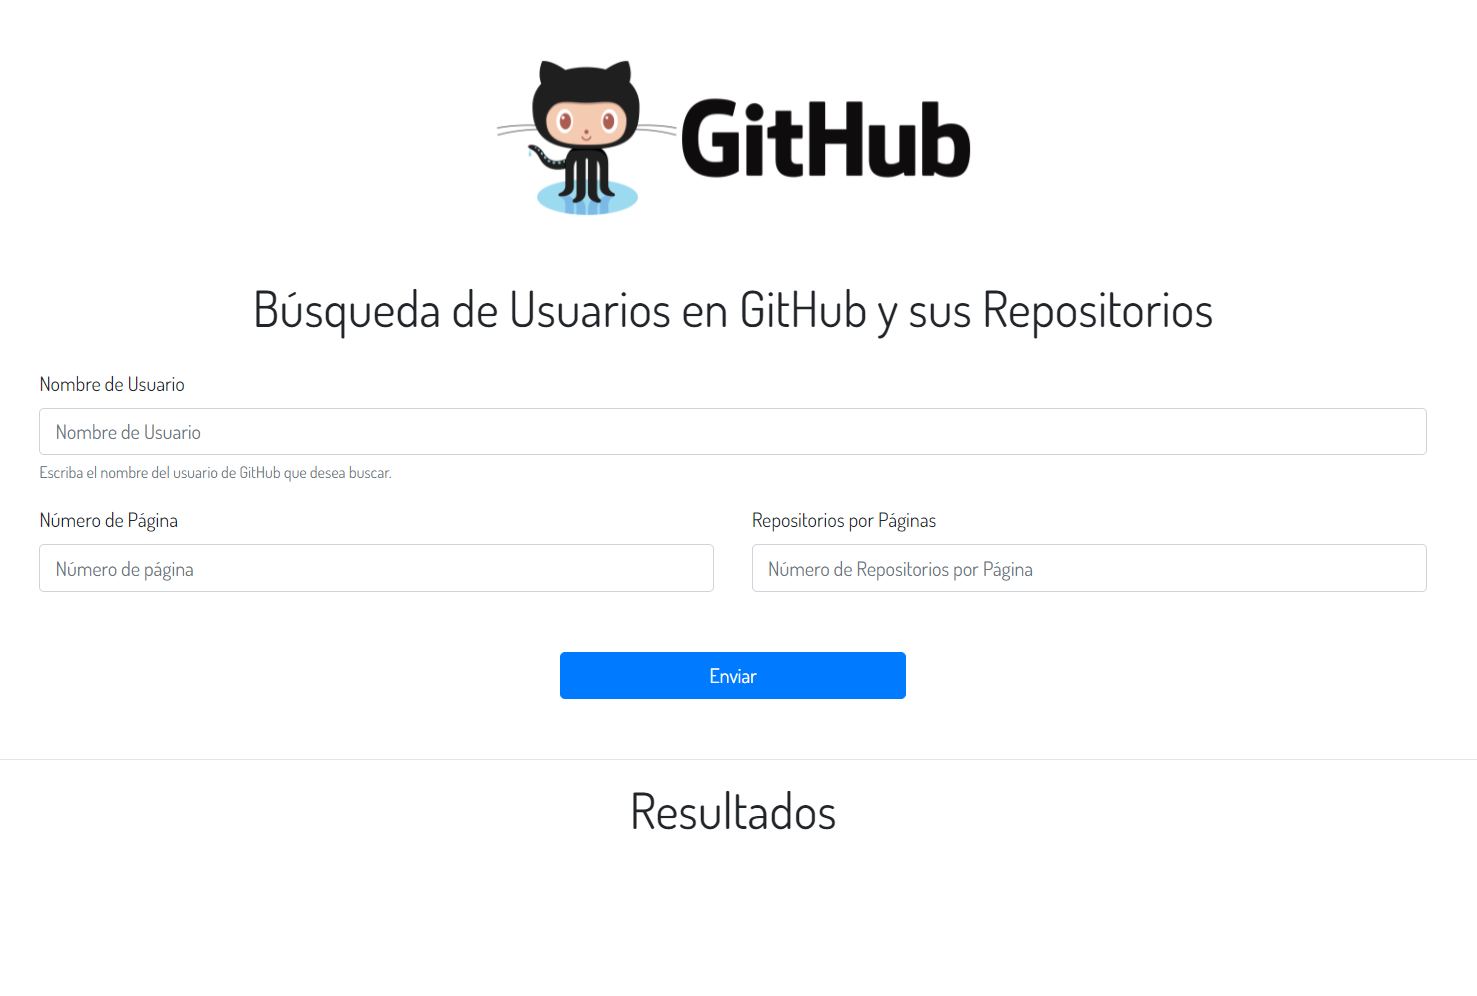 GitHub
Búsqueda de Usuarios en GitHub y sus Repositorios
Nombre de Usuario
Nombre de Usuario
Escriba el nombre del usuario de GitHub que desea buscar.
Número de Página
Repositorios por Páginas
Número de página
Número de Repositorios por Página
Enviar
Resultados